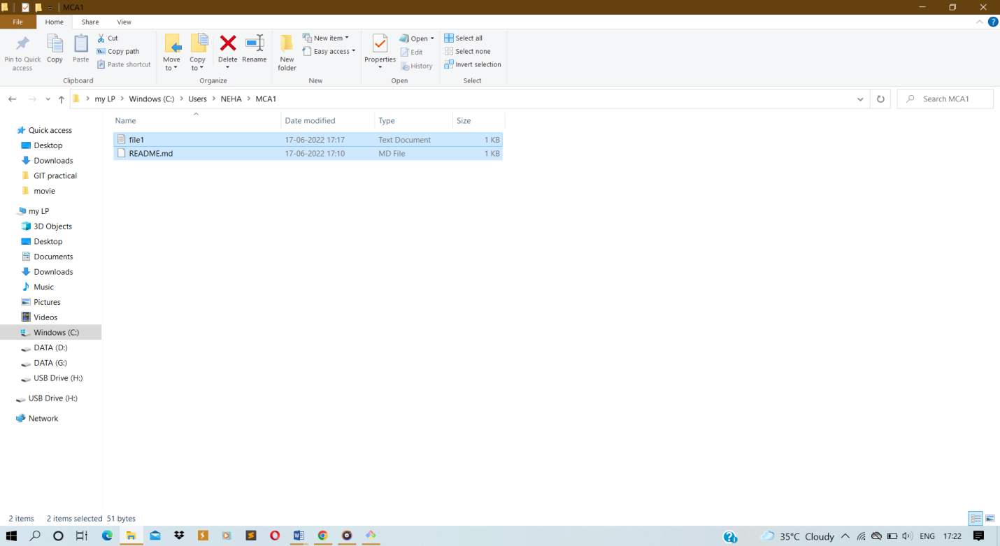 MCA1
File Home Share View
Pin to Quick access
Copy
Paste
Cut
Copy path
Paste shortcut
Clipboard
Move to
Copy to
Delete
Rename
Organize
New folder
New item
Easy access
New
Properties
Open
Edit
History
Open
Select all
Select none
Invert selection
Select
my LP Windows (C:) Users NEHA MCA1
Search MCA1
Name Date modified Type Size
file1 17-06-2022 17:17 Text Document 1 KB
README.md 17-06-2022 17:10 MD File 1 KB
Quick access
Desktop
Downloads
GIT practical
movie
my LP
3D Objects
Desktop
Documents
Downloads
Music
Pictures
Videos
Windows (C:)
DATA (D:)
DATA (G:)
USB Drive (H:)
USB Drive (H:)
Network
2 items 2 items selected 51 bytes
35°C Cloudy ENG 17:22